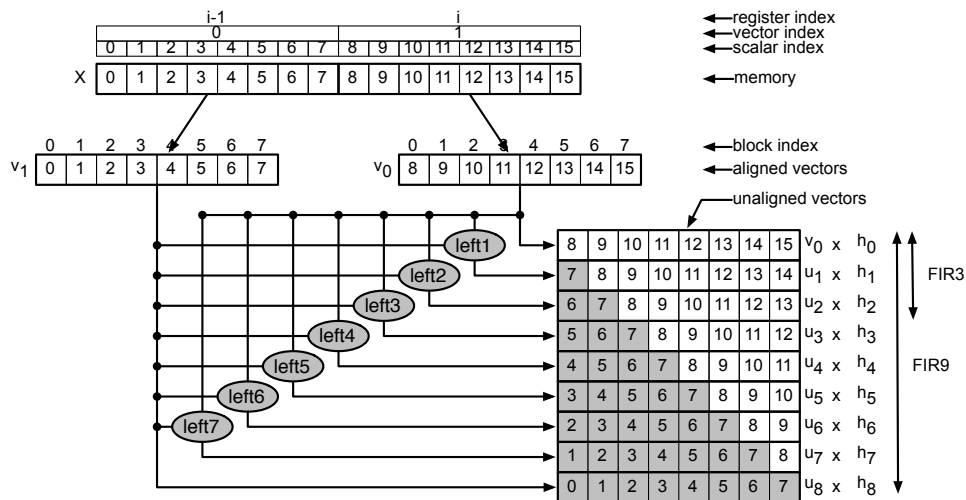 i-1 i register index
0 1 vector index
0 1 2 3 4 5 6 7 8 9 10 11 12 13 14 15 scalar index
X 0 1 2 3 4 5 6 7 8 9 10 11 12 13 14 15 memory
0 1 2 3 4 5 6 7 0 1 2 3 4 5 6 7 block index
v1 0 1 2 3 4 5 6 7 v0 8 9 10 11 12 13 14 15 aligned vectors
unaligned vectors
left1 8 9 10 11 12 13 14 15 v0 x h0
left2 7 8 9 10 11 12 13 14 u1 x h1 FIR3
left3 6 7 8 9 10 11 12 13 u2 x h2
left4 5 6 7 8 9 10 11 12 u3 x h3
left5 4 5 6 7 8 9 10 11 u4 x h4 FIR9
left6 3 4 5 6 7 8 9 10 u5 x h5
left7 2 3 4 5 6 7 8 9 u6 x h6
1 2 3 4 5 6 7 8 u7 x h7
0 1 2 3 4 5 6 7 u8 x h8